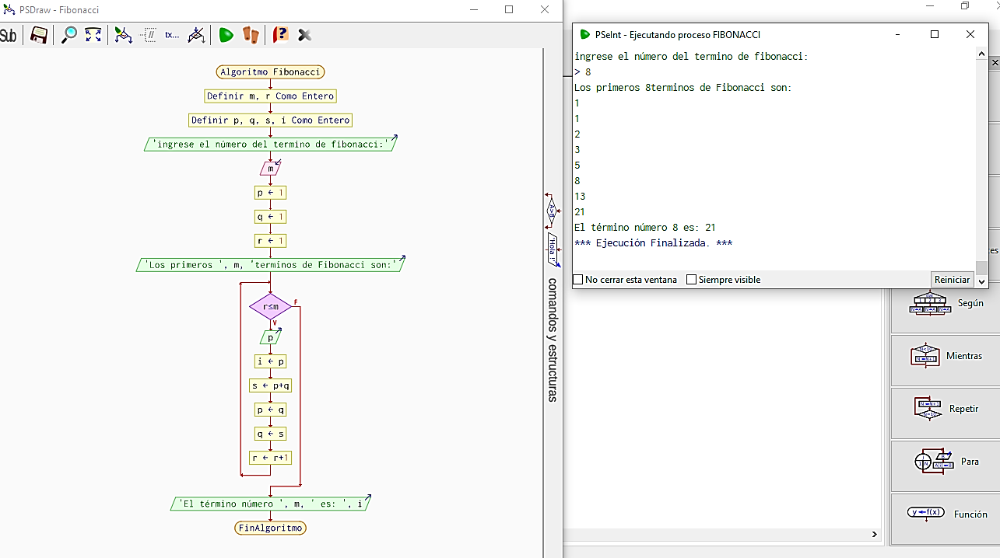 PSDraw - Fibonacci
Sub
//
tx...
?
Algoritmo Fibonacci
Definir m, r Como Entero
Definir p, q, s, i Como Entero
'ingrese el número del termino de fibonacci:'
m
p ← 1
q ← 1
r ← 1
'Los primeros ', m, 'terminos de Fibonacci son:'
r≤m
F
V
p
i ← p
s ← p+q
p ← q
q ← s
r ← r+1
'El término número ', m, ' es: ', i
FinAlgoritmo
A>B
'Hola !'
comandos y estructuras
PSeInt - Ejecutando proceso FIBONACCI
ingrese el número del termino de fibonacci:
> 8
Los primeros 8terminos de Fibonacci son:
1
1
2
3
5
8
13
21
El término número 8 es: 21
*** Ejecución Finalizada. ***
No cerrar esta ventana
Siempre visible
Reiniciar
es
Según
Mientras
Repetir
Para
y←f(x)
Función